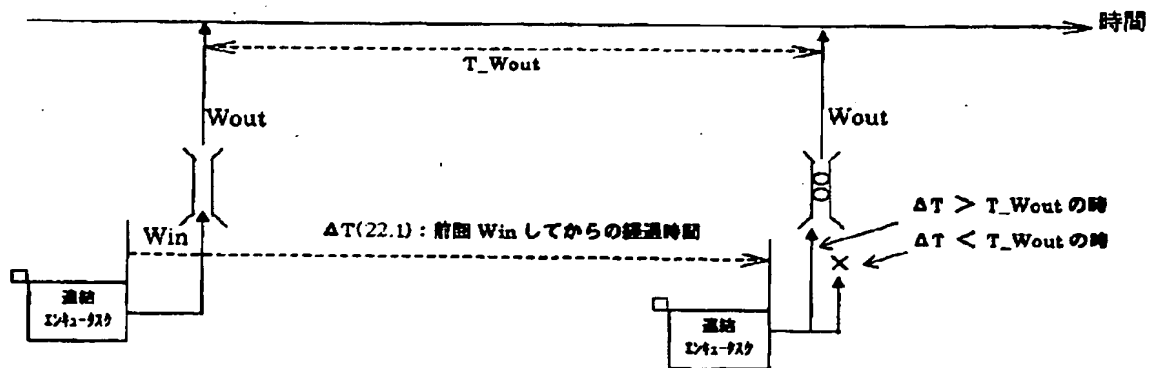 時間
T_Wout
Wout
Wout
ΔT > T_Wout の時
ΔT < T_Wout の時
Win
ΔT(22.1) : 前回 Win してからの経過時間
連結
エンキュータスク
連結
エンキュータスク